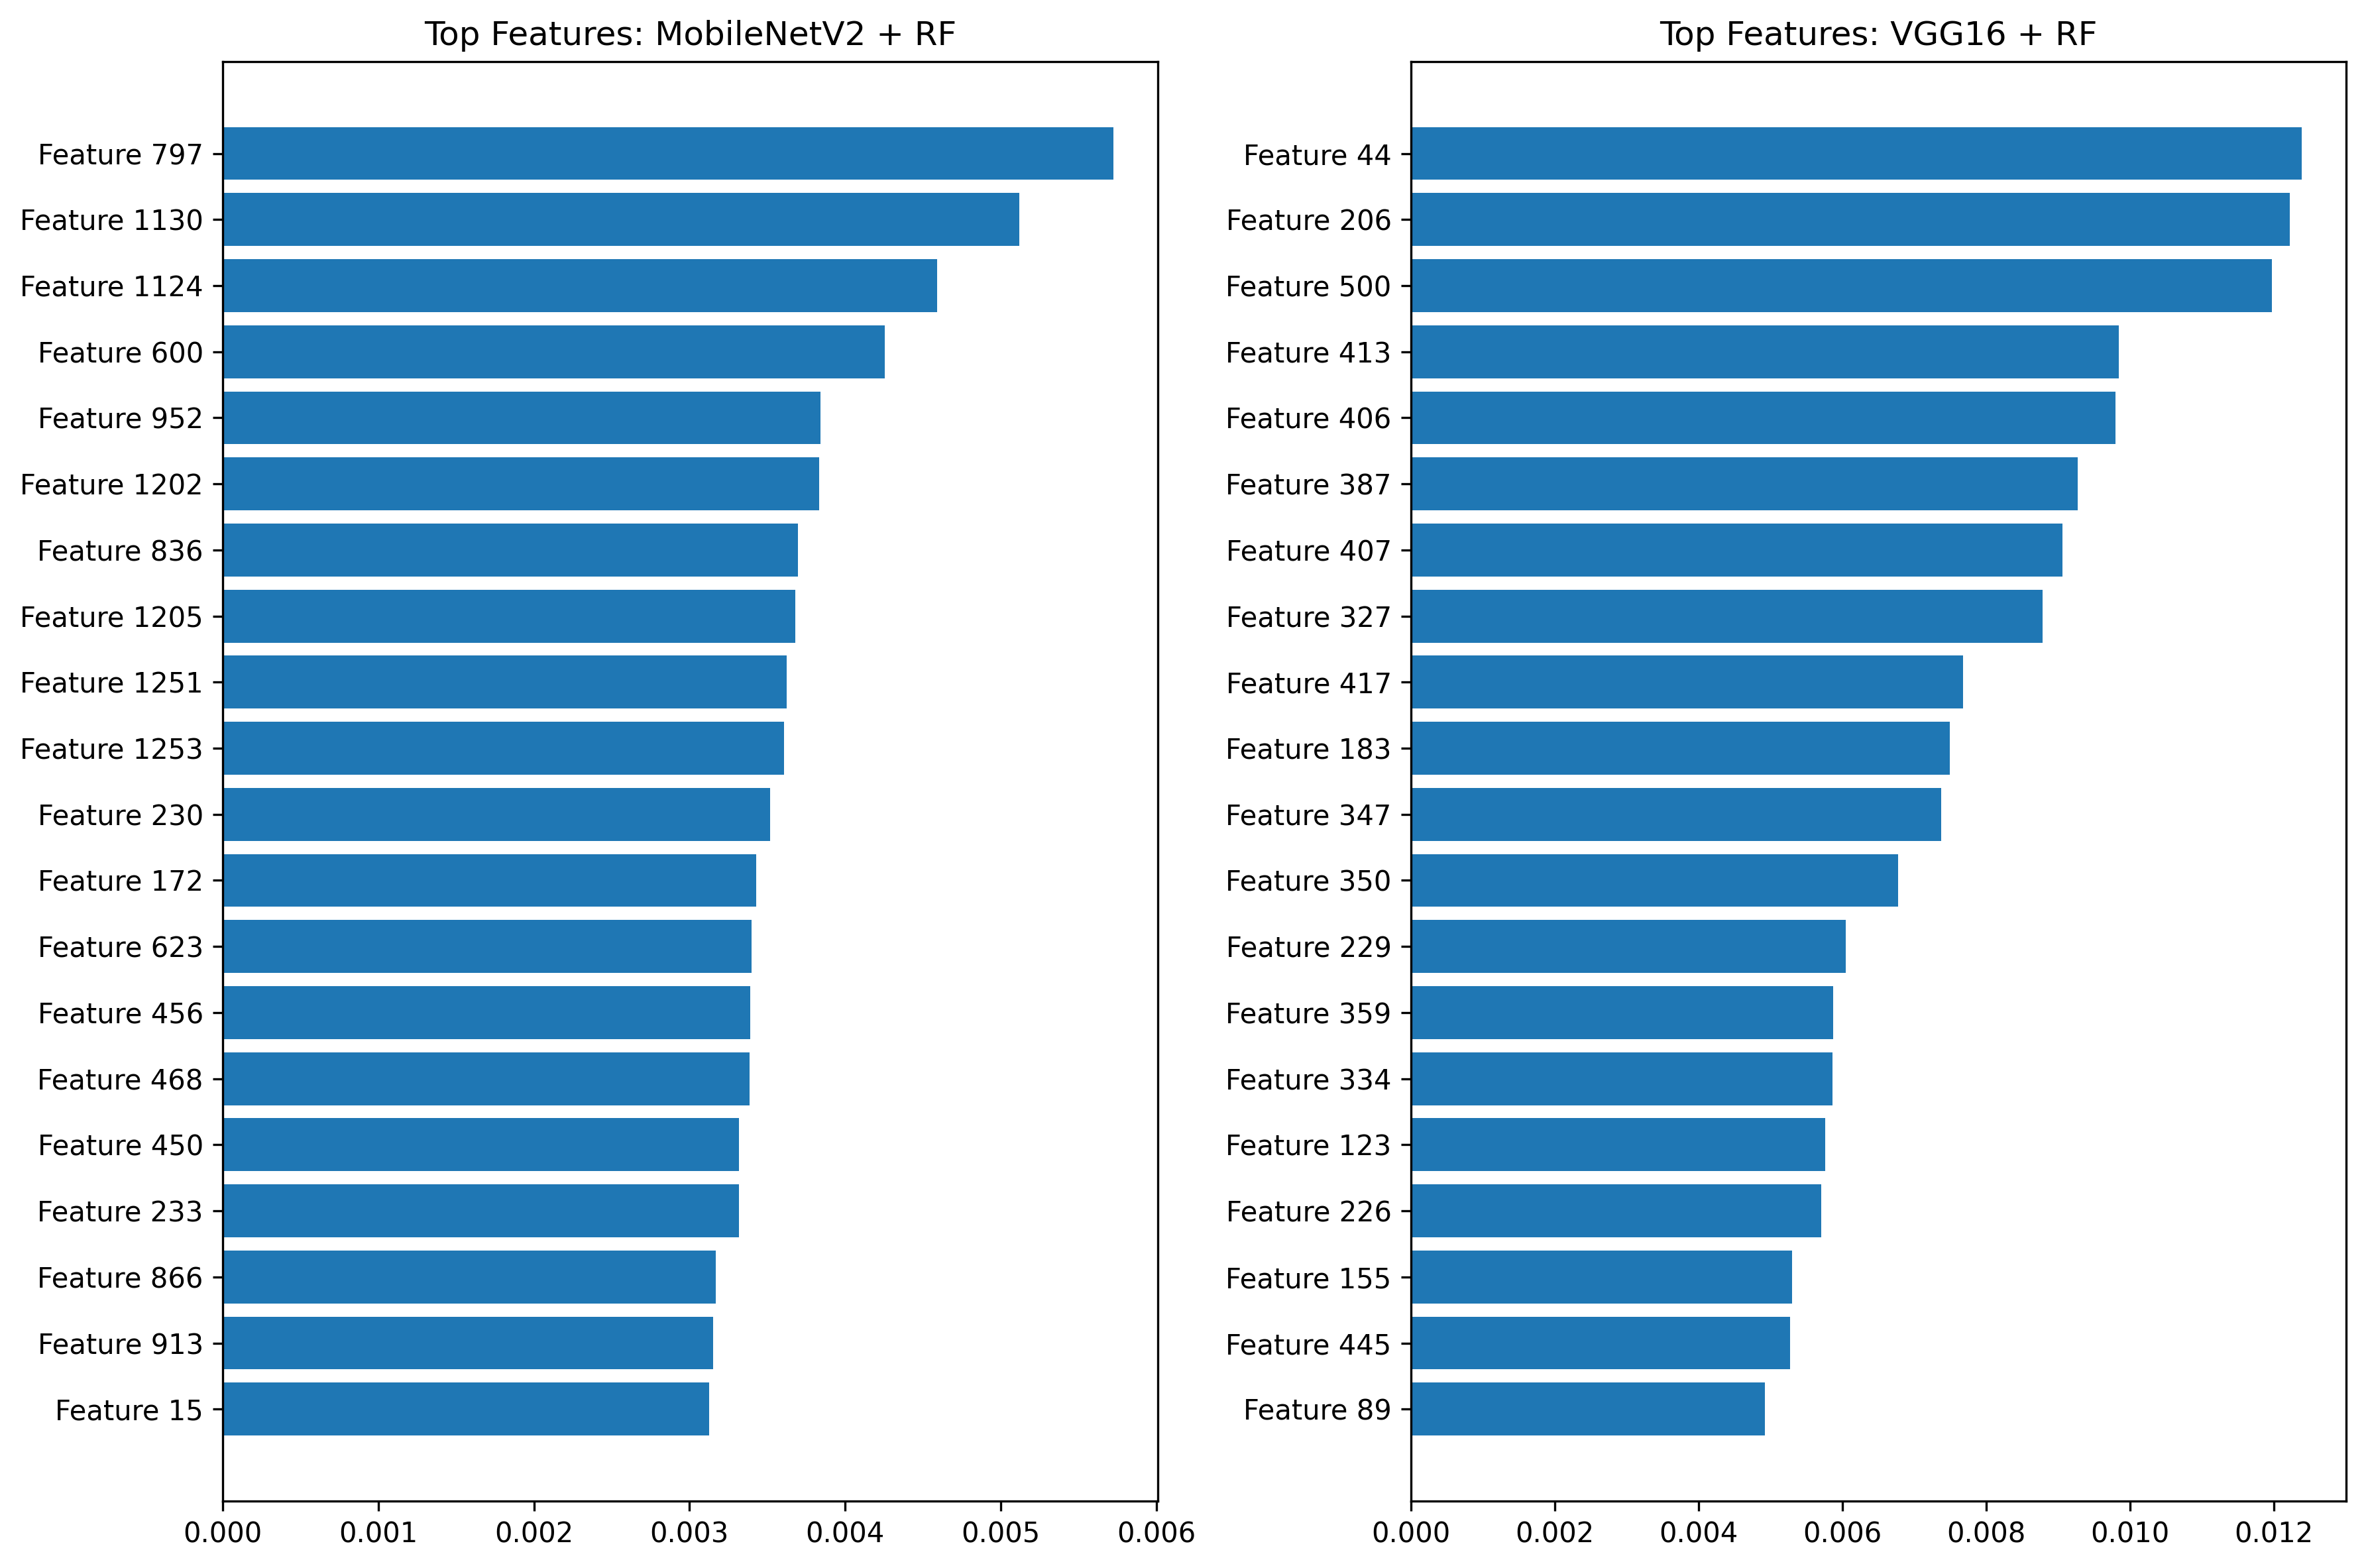 Top Features: MobileNetV2 + RF
Feature 797
Feature 1130
Feature 1124
Feature 600
Feature 952
Feature 1202
Feature 836
Feature 1205
Feature 1251
Feature 1253
Feature 230
Feature 172
Feature 623
Feature 456
Feature 468
Feature 450
Feature 233
Feature 866
Feature 913
Feature 15
0.000 0.001 0.002 0.003 0.004 0.005 0.006
Top Features: VGG16 + RF
Feature 44
Feature 206
Feature 500
Feature 413
Feature 406
Feature 387
Feature 407
Feature 327
Feature 417
Feature 183
Feature 347
Feature 350
Feature 229
Feature 359
Feature 334
Feature 123
Feature 226
Feature 155
Feature 445
Feature 89
0.000 0.002 0.004 0.006 0.008 0.010 0.012